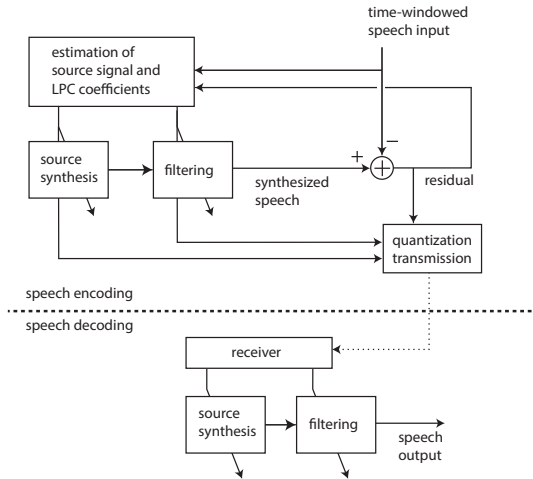 time-windowed
speech input
estimation of
source signal and
LPC coefficients
−
source
synthesis
filtering
+
+
synthesized
speech
residual
quantization
transmission
speech encoding
speech decoding
receiver
source
synthesis
filtering
speech
output